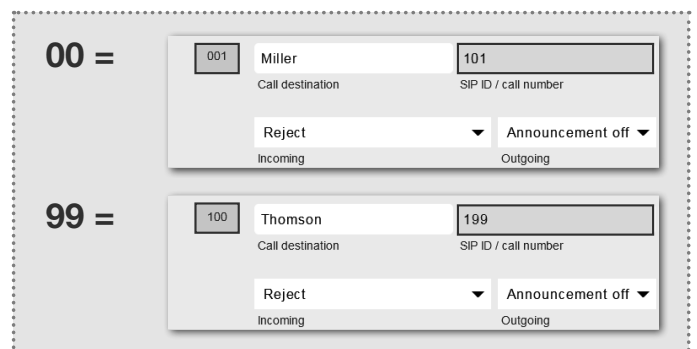 00 = 001 Miller 101
Call destination SIP ID / call number
Reject Announcement off
Incoming Outgoing
99 = 100 Thomson 199
Call destination SIP ID / call number
Reject Announcement off
Incoming Outgoing